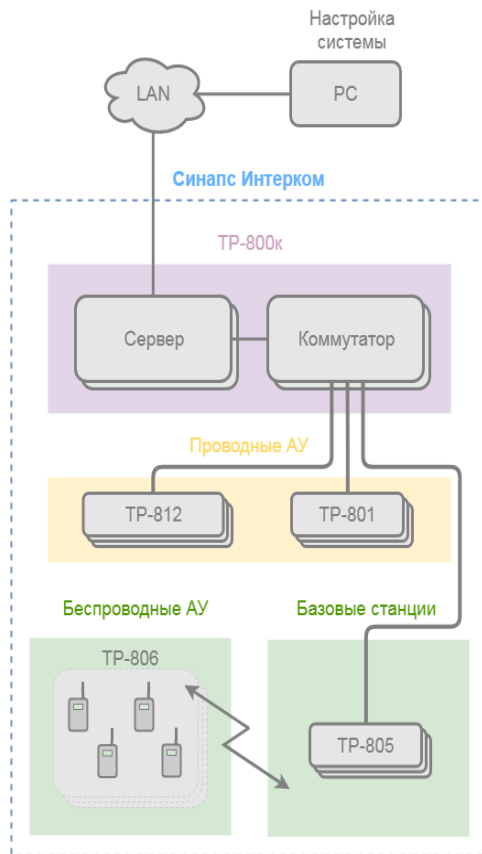 Настройка
системы
LAN
PC
Синапс Интерком
ТР-800к
Сервер
Коммутатор
Проводные АУ
ТР-812
ТР-801
Беспроводные АУ
Базовые станции
ТР-806
ТР-805